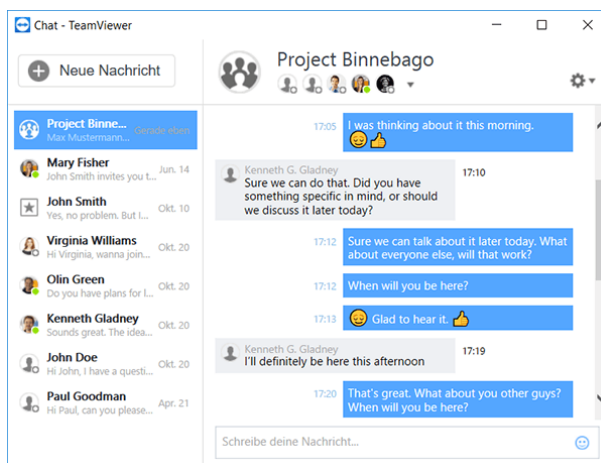 Chat - TeamViewer
Neue Nachricht
Project Binne...
Max Mustermann... Gerade eben
Mary Fisher
John Smith invites you t... Jun. 14
John Smith
Yes, no problem. But I... Okt. 10
Virginia Williams
Hi Virginia, wanna join... Okt. 20
Olin Green
Do you have plans for l... Okt. 20
Kenneth Gladney
Sounds great. The idea... Okt. 20
John Doe
Hi John, I have a questi... Okt. 20
Paul Goodman
Hi Paul, can you please... Apr. 21
Project Binnebago
17:05 I was thinking about it this morning.
😌👍
Kenneth G. Gladney 17:10
Sure we can do that. Did you have
something specific in mind, or should
we discuss it later today?
17:12 Sure we can talk about it later today. What
about everyone else, will that work?
17:12 When will you be here?
17:13 😌 Glad to hear it. 👍
Kenneth G. Gladney 17:19
I'll definitely be here this afternoon
17:20 That's great. What about you other guys?
When will you be here?
Schreibe deine Nachricht...